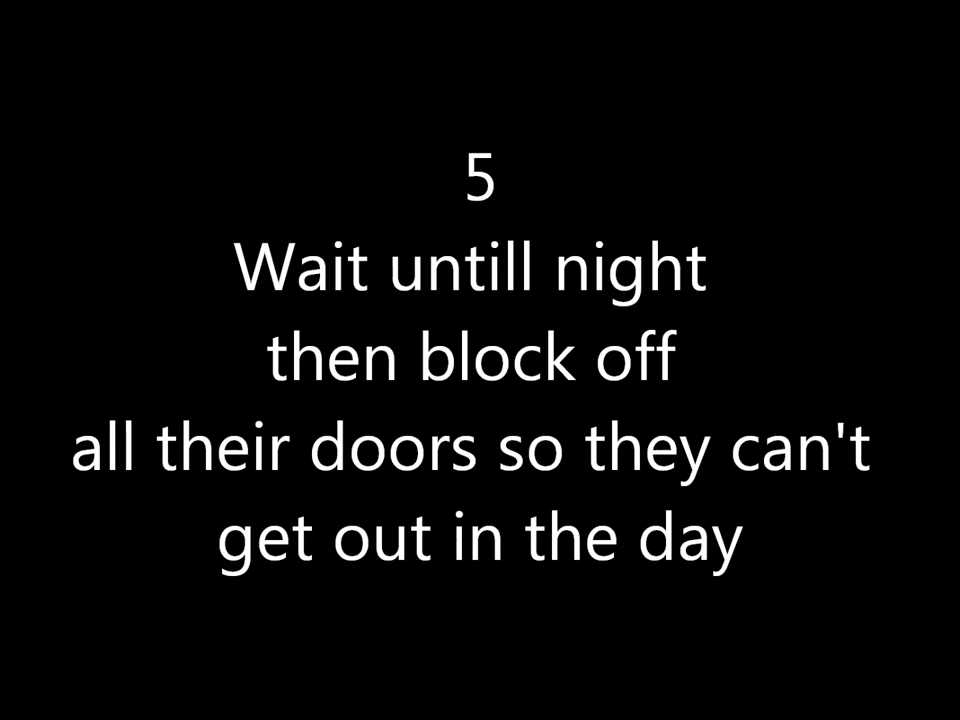 5
Wait untill night
then block off
all their doors so they can't
get out in the day